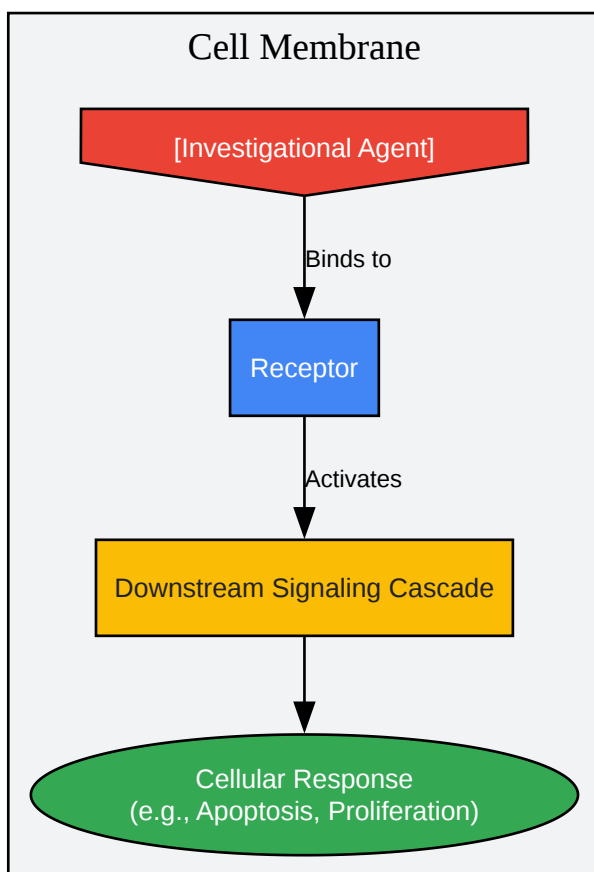 Cell Membrane
[Investigational Agent]
Binds to
Receptor
Activates
Downstream Signaling Cascade
Cellular Response
(e.g., Apoptosis, Proliferation)